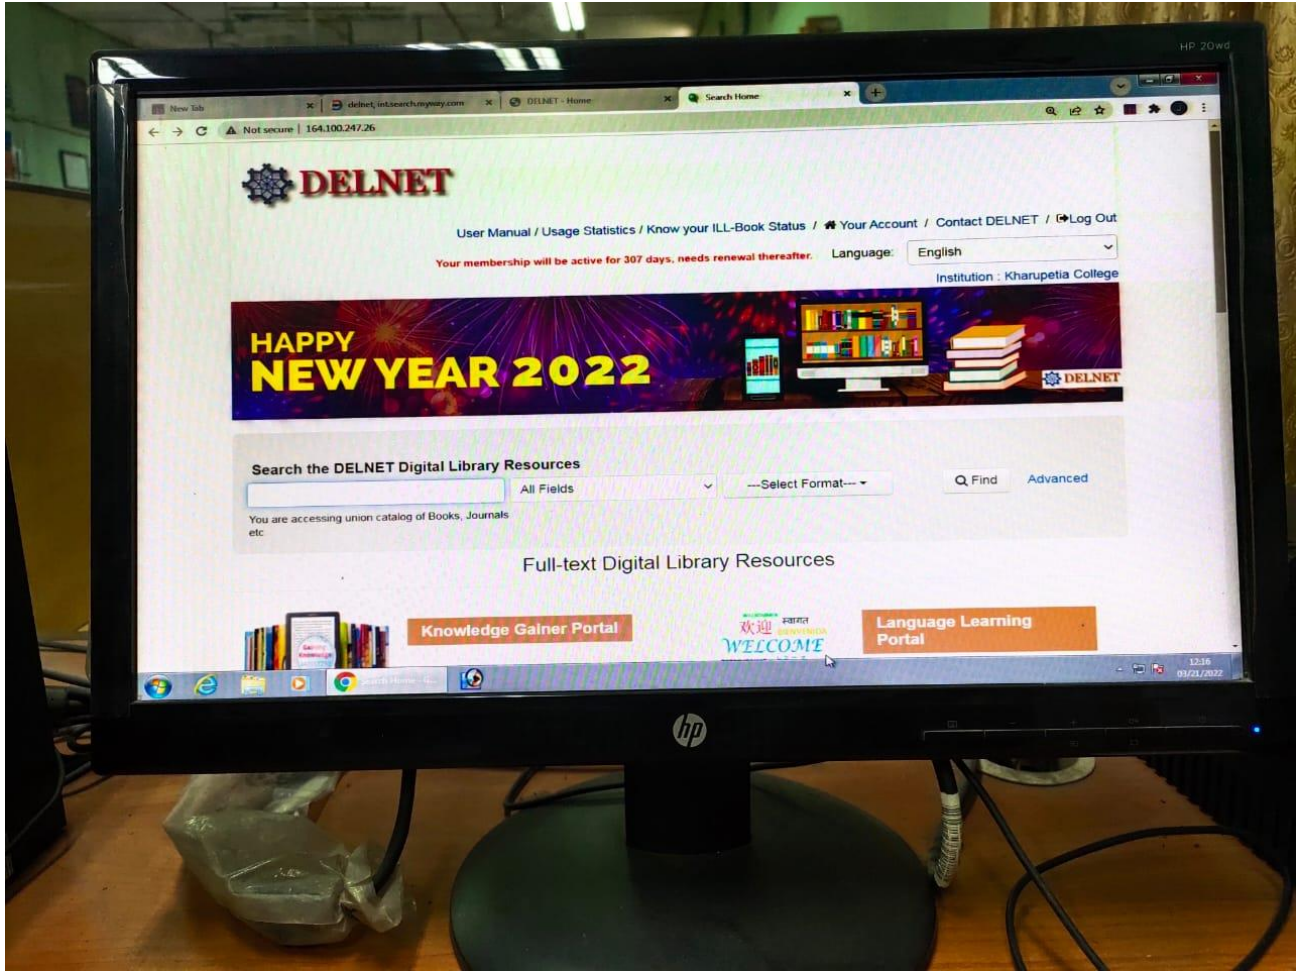 HP 20wd
New Tab
delnet, int.search.myway.com
DELNET - Home
Search Home
Not secure | 164.100.247.26
DELNET
User Manual / Usage Statistics / Know your ILL-Book Status / Your Account / Contact DELNET / Log Out
Your membership will be active for 307 days, needs renewal thereafter. Language: English
Institution : Kharupetia College
HAPPY
NEW YEAR 2022
DELNET
Search the DELNET Digital Library Resources
All Fields
---Select Format---
Find
Advanced
You are accessing union catalog of Books, Journals
etc
Full-text Digital Library Resources
Gaining
Knowledge
Knowledge Gainer Portal
欢迎 स्वागत
BIENVENIDA
WELCOME
Language Learning
Portal
Search Home - G...
12:16
03/21/2022
hp